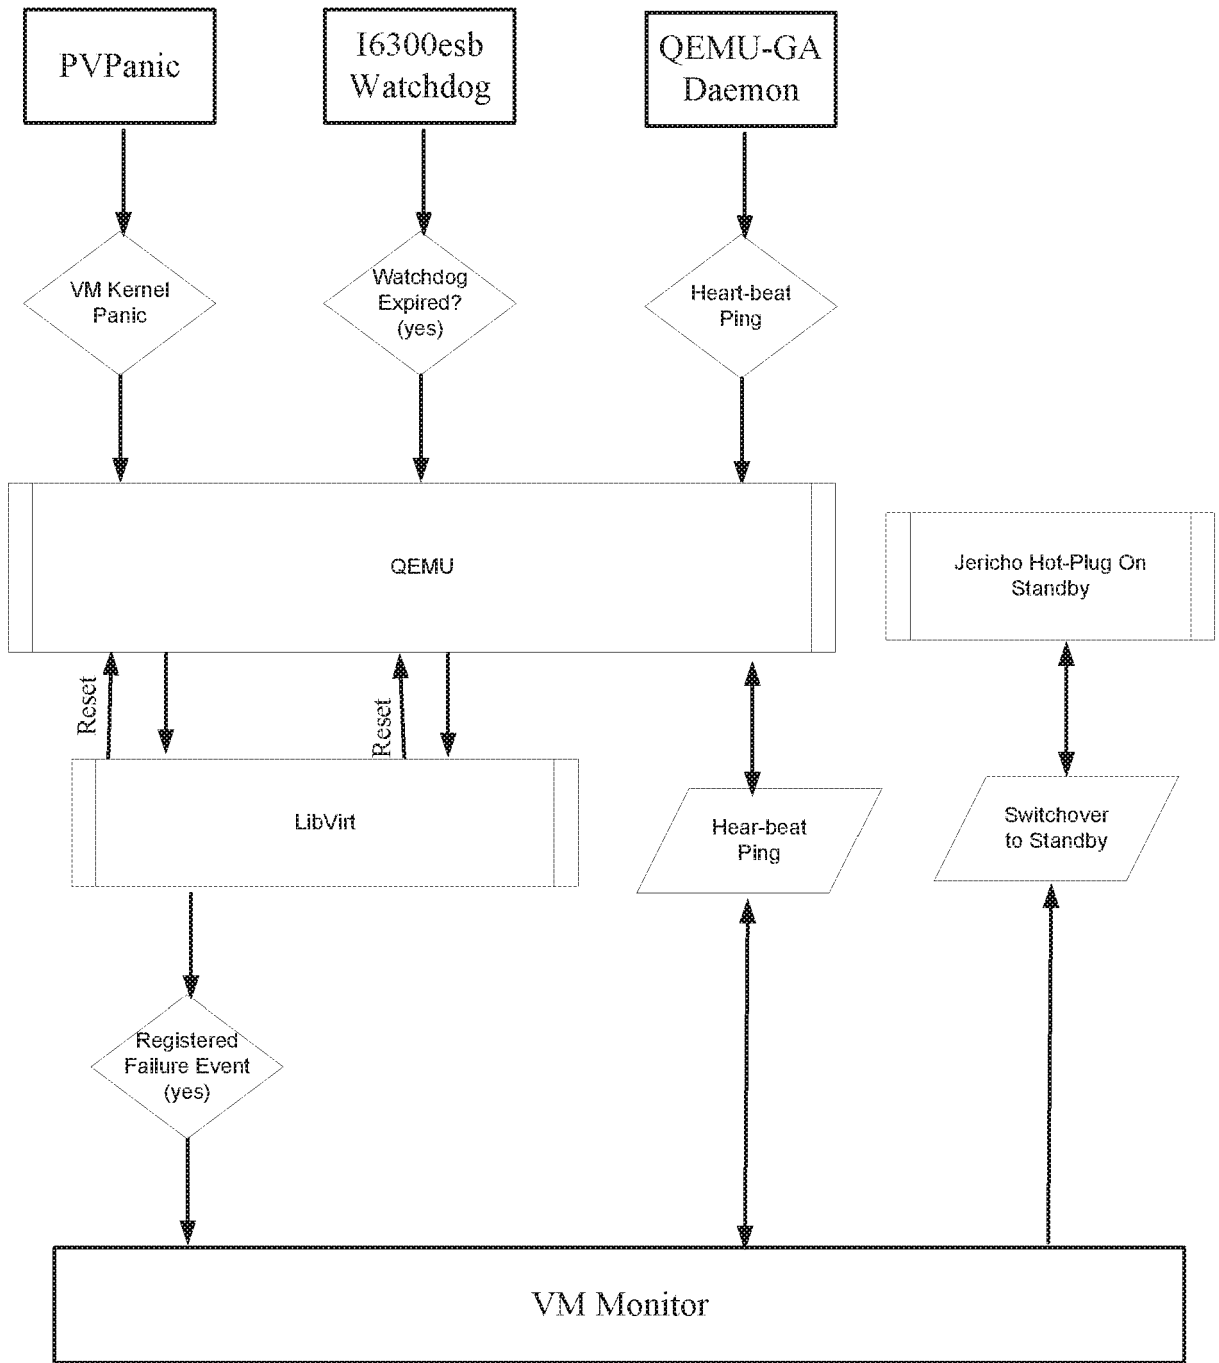 PVPanic
I6300esb
Watchdog
QEMU-GA
Daemon
VM Kernel
Panic
Watchdog
Expired?
(yes)
Heart-beat
Ping
QEMU
Jericho Hot-Plug On
Standby
Reset
Reset
LibVirt
Hear-beat
Ping
Switchover
to Standby
Registered
Failure Event
(yes)
VM Monitor